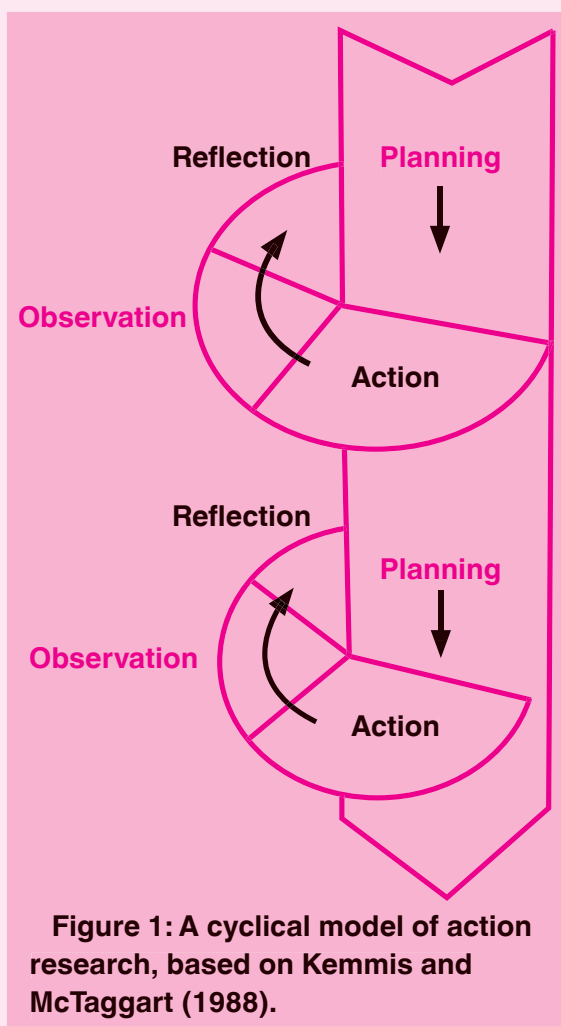 Reflection
Planning
Observation
Action
Reflection
Planning
Observation
Action
Figure 1: A cyclical model of action
research, based on Kemmis and
McTaggart (1988).